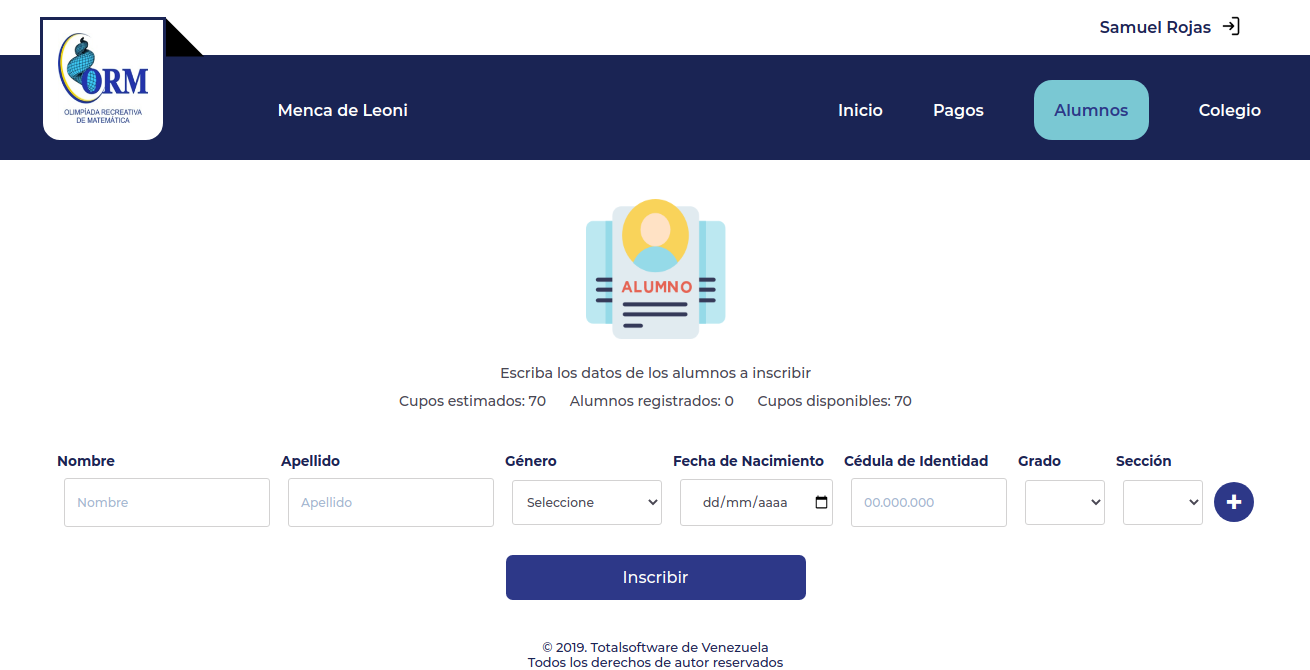 Samuel Rojas
ORM
OLIMPÍADA RECREATIVA
DE MATEMÁTICA
Menca de Leoni
Inicio
Pagos
Alumnos
Colegio
ALUMNO
Escriba los datos de los alumnos a inscribir
Cupos estimados: 70 Alumnos registrados: 0 Cupos disponibles: 70
Nombre Apellido Género Fecha de Nacimiento Cédula de Identidad Grado Sección
Nombre Apellido Seleccione dd/mm/aaaa 00.000.000
Inscribir
© 2019. Totalsoftware de Venezuela
Todos los derechos de autor reservados